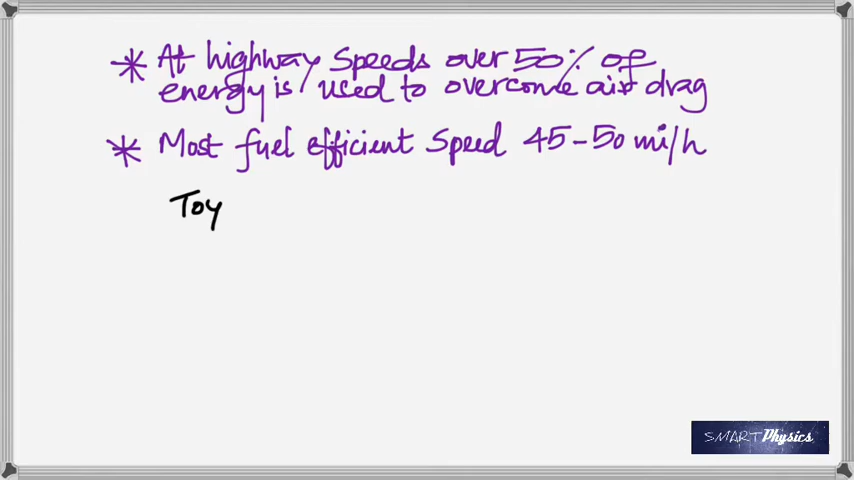 * At highway speeds over 50% of
energy is used to overcome air drag
* Most fuel efficient speed 45-50 mi/h
Toy
SMARTPhysics